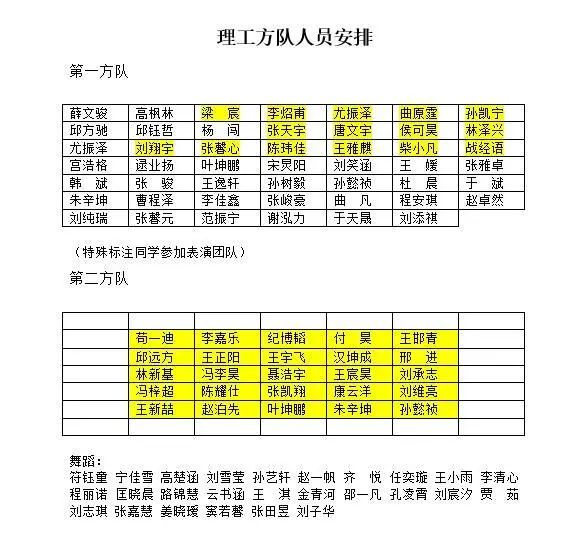 理工方队人员安排
第一方队
薛文骏 高枫林 梁宸 李炤甫 尤振泽 曲原霆 孙凯宁
邱方驰 邱钰哲 杨闯 张天宇 唐文宇 侯可昊 林泽兴
尤振泽 刘翔宇 张馨心 陈玮佳 王雅麒 柴小凡 战经语
宫浩格 逯业扬 叶坤鹏 宋炅阳 刘笑涵 王媛 张雅卓
韩斌 张骏 王逸轩 孙树毅 孙懿祯 杜晨 于斌
朱辛坤 曹程泽 李佳鑫 张峻豪 曲凡 程安琪 赵卓然
刘纯瑞 张馨元 范振宁 谢泓力 于天晟 刘添祺
（特殊标注同学参加表演团队）
第二方队
荀一迪 李嘉乐 纪博韬 付昊 王邯青
邱远方 王正阳 王宇飞 汉坤成 邢进
林新基 冯李昊 聂浩宇 王宸昊 刘承志
冯梓超 陈耀仕 张凯翔 康云洋 刘维亮
王新喆 赵泊先 叶坤鹏 朱辛坤 孙懿祯
舞蹈：
符钰童 宁佳雪 高楚涵 刘雪莹 孙艺轩 赵一帆 齐悦 任奕璇 王小雨 李清心
程丽诺 匡晓晨 路锦慧 云书涵 王淇 金青河 邵一凡 孔凌霄 刘宸汐 贾茹
刘志琪 张嘉慧 姜晓瑷 窦若馨 张田昱 刘子华